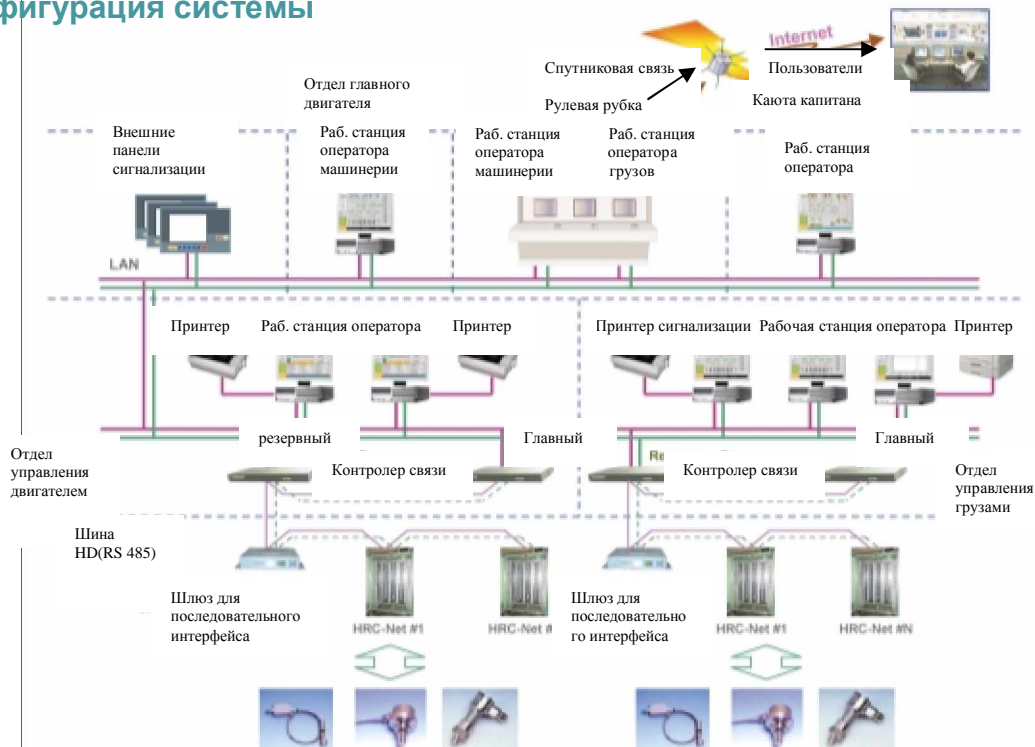 фигурация системы
Internet
Спутниковая связь
Пользователи
Рулевая рубка
Каюта капитана
Отдел главного
двигателя
Внешние
панели
сигнализации
Раб. станция
оператора
машинерии
Раб. станция
оператора
машинерии
Раб. станция
оператора
грузов
Раб. станция
оператора
LAN
Принтер
Раб. станция оператора
Принтер
Принтер сигнализации
Рабочая станция оператора
Принтер
резервный
Главный
Re
Главный
Отдел
управления
двигателем
Контролер связи
Контролер связи
Отдел
управления
грузами
Шина
HD(RS 485)
Шлюз для
последовательного
интерфейса
HRC-Net #1
HRC-Net #
Шлюз для
последовательно
го интерфейса
HRC-Net #1
HRC-Net #N